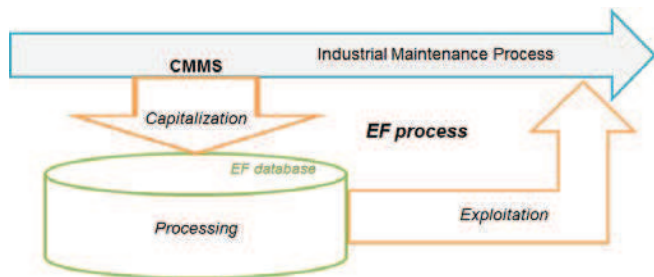 Industrial Maintenance Process
CMMS
Capitalization
EF process
EF database
Processing
Exploitation